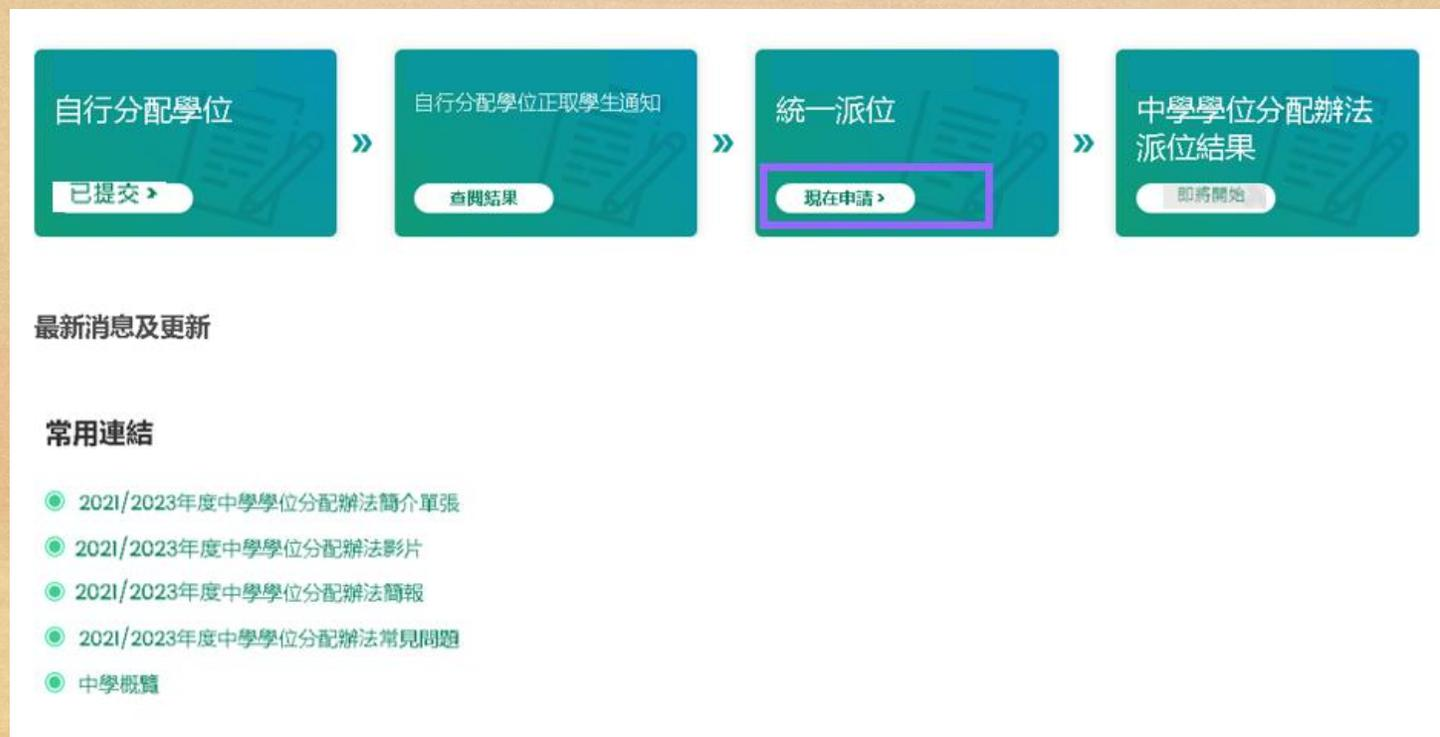 自行分配學位
已提交 >
»
自行分配學位正取學生通知
查閱結果
»
統一派位
現在申請 >
»
中學學位分配辦法
派位結果
即將開始
最新消息及更新
常用連結
2021/2023年度中學學位分配辦法簡介單張
2021/2023年度中學學位分配辦法影片
2021/2023年度中學學位分配辦法簡報
2021/2023年度中學學位分配辦法常見問題
中學概覽